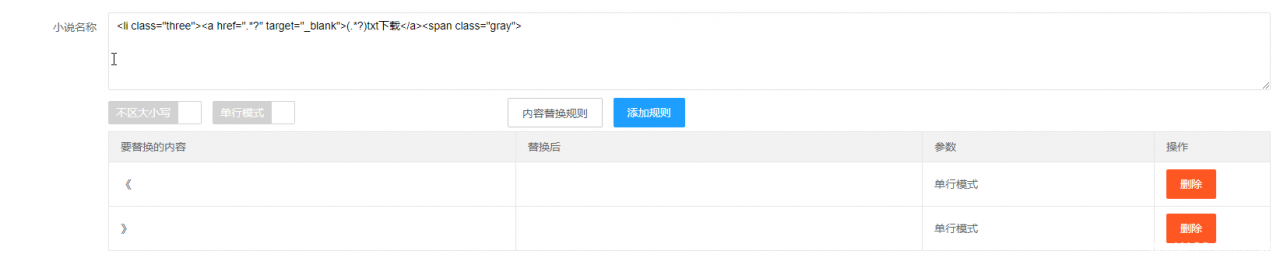 小说名称
<li class="three"><a href=".*?" target="_blank">(.*?)txt下载</a><span class="gray">
不区大小写 单行模式 内容替换规则 添加规则
要替换的内容 替换后 参数 操作
《 单行模式 删除
》 单行模式 删除